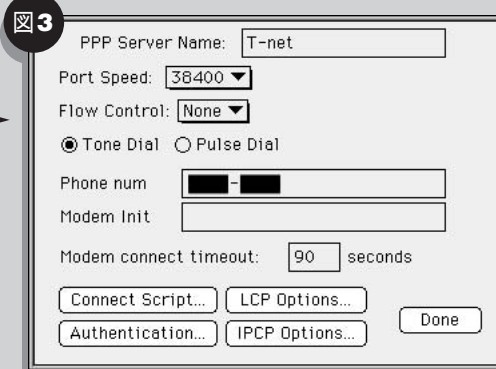 図3
PPP Server Name: T-net
Port Speed: 38400
Flow Control: None
Tone Dial Pulse Dial
Phone num -
Modem Init
Modem connect timeout: 90 seconds
Connect Script... LCP Options...
Done
Authentication... IPCP Options...